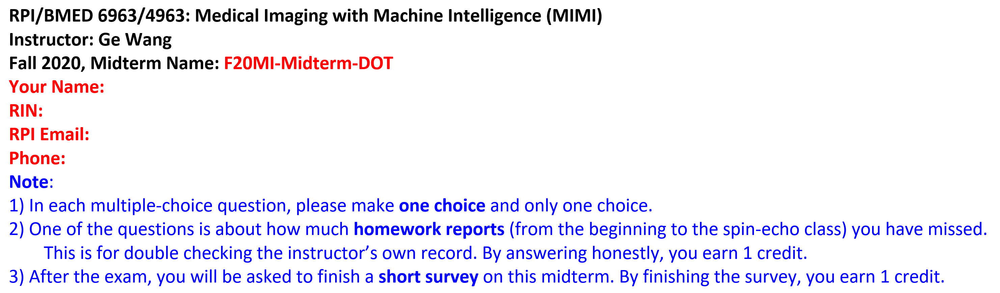 RPI/BMED 6963/4963: Medical Imaging with Machine Intelligence (MIMI)
Instructor: Ge Wang
Fall 2020, Midterm Name: F20MI-Midterm-DOT
Your Name:
RIN:
RPI Email:
Phone:
Note:
1) In each multiple-choice question, please make one choice and only one choice.
2) One of the questions is about how much homework reports (from the beginning to the spin-echo class) you have missed.
This is for double checking the instructor’s own record. By answering honestly, you earn 1 credit.
3) After the exam, you will be asked to finish a short survey on this midterm. By finishing the survey, you earn 1 credit.